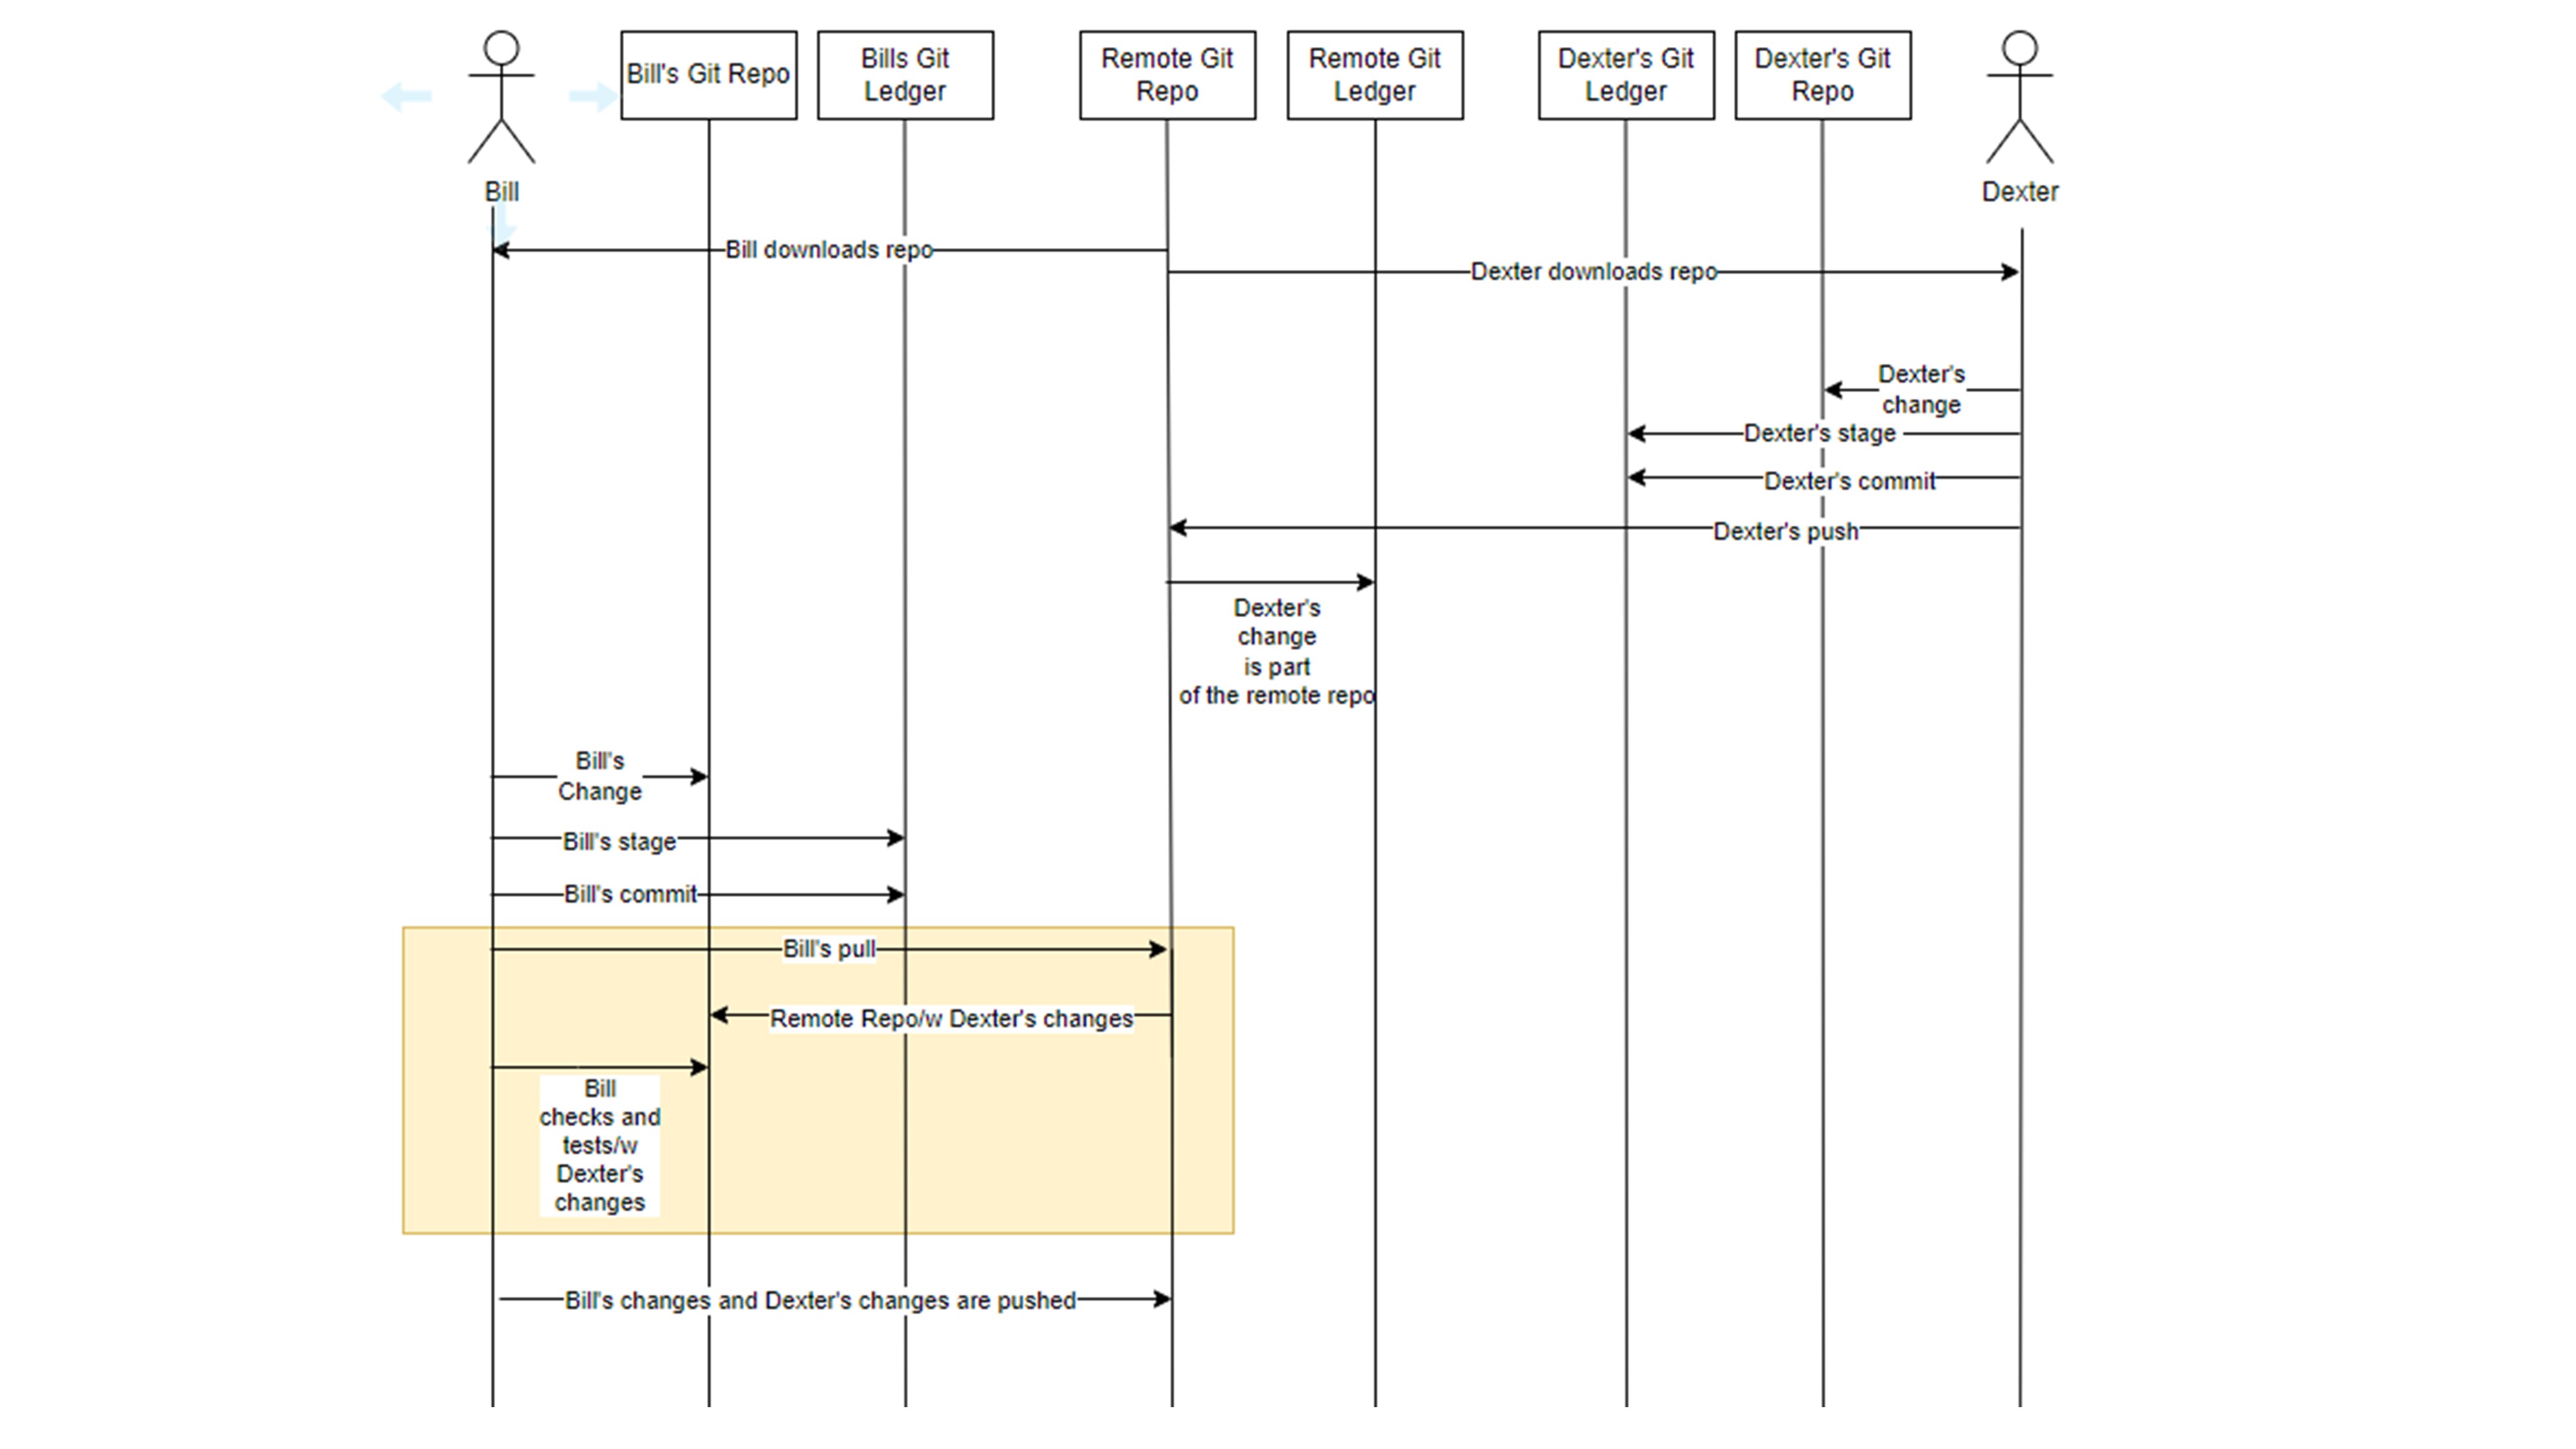 Bill's Git Repo
Bills Git
Ledger
Remote Git
Repo
Remote Git
Ledger
Dexter's Git
Ledger
Dexter's Git
Repo
Bill
Dexter
Bill downloads repo
Dexter downloads repo
Dexter's
change
Dexter's stage
Dexter's commit
Dexter's push
Dexter's
change
is part
of the remote repo
Bill's
Change
Bill's stage
Bill's commit
Bill's pull
Remote Repo/w Dexter's changes
Bill
checks and
tests/w
Dexter's
changes
Bill's changes and Dexter's changes are pushed